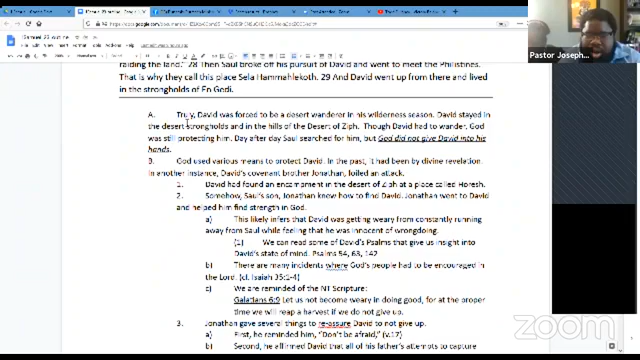 Pastor Joseph...
ISamuel 23 outline
File Edit View Insert Format Tools Add-ons Help
raiding the land." 28 Then Saul broke off his pursuit of David and went to meet the Philistines.
That is why they call this place Sela Hammahlekoth. 29 And David went up from there and lived
in the strongholds of En Gedi.
A. Truly, David was forced to be a desert wanderer in his wilderness season. David stayed in
the desert strongholds and in the hills of the Desert of Ziph. Though David had to wander, God
was still protecting him. Day after day Saul searched for him, but God did not give David into his
hands.
B. God used various means to protect David. In the past, it had been by divine revelation.
In another instance, David's covenant brother Jonathan, foiled an attack.
1. David had found an encampment in the desert of Ziph at a place called Horesh.
2. Somehow, Saul's son, Jonathan knew how to find David. Jonathan went to David
and helped him find strength in God.
a) This likely infers that David was getting weary from constantly running
away from Saul while feeling that he was innocent of wrongdoing.
(1) We can read some of David's Psalms that give us insight into
David's state of mind. Psalms 54, 63, 142
b) There are many incidents where God's people had to be encouraged in
the Lord. (cf. Isaiah 35:1-4)
c) We are reminded of the NT Scripture:
Galatians 6:9 Let us not become weary in doing good, for at the proper
time we will reap a harvest if we do not give up.
3. Jonathan gave several things to re-assure David to not give up.
a) First, he reminded him, "Don't be afraid." (v.17)
b) Second, he affirmed David that all of his father's attempts to capture
LIVE